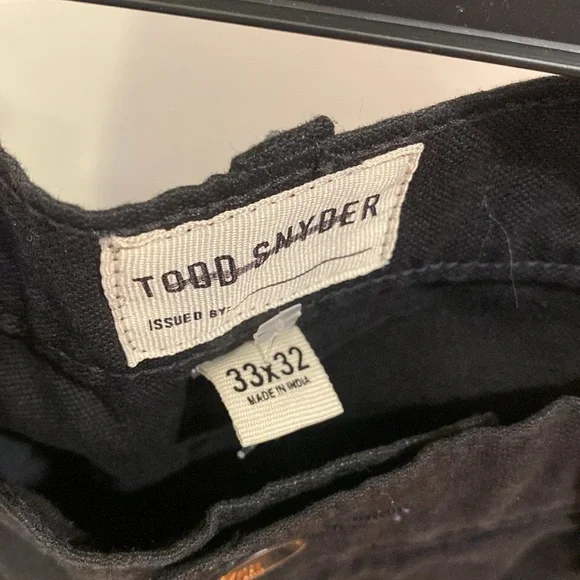 TODD SNYDER
ISSUED BY:
33x32
MADE IN INDIA